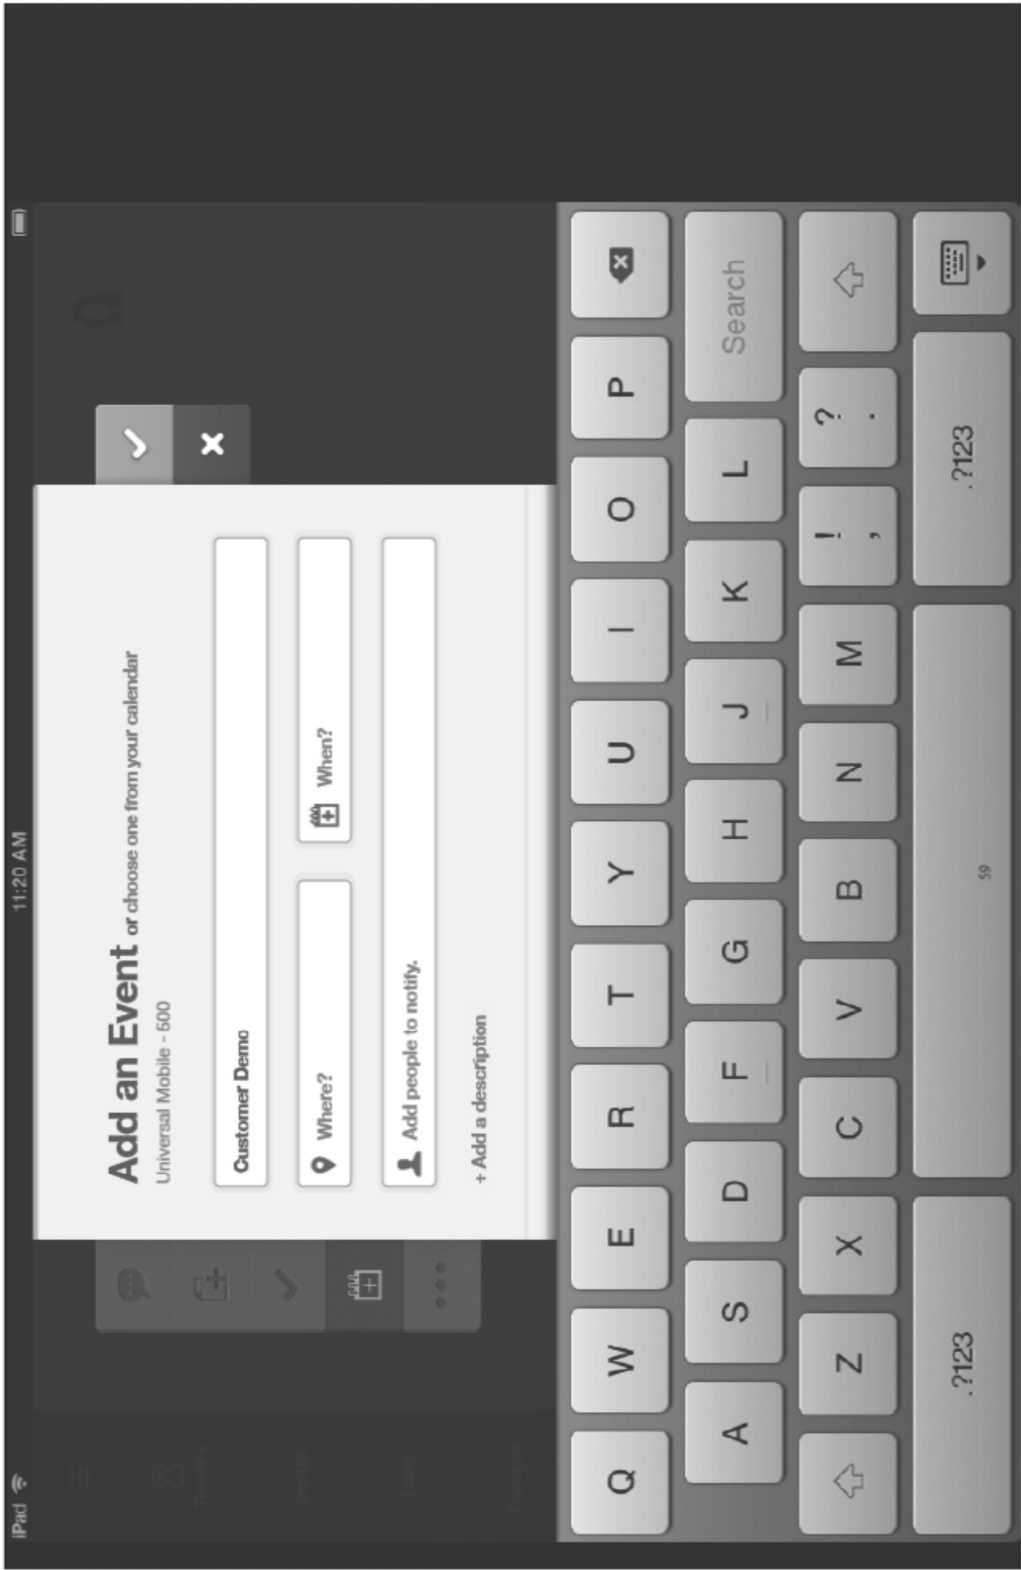 iPad 11:20 AM
Add an Event or choose one from your calendar
Universal Mobile - 500
Customer Demo
Where? When?
Add people to notify.
+ Add a description
Q W E R T Y U I O P
A S D F G H J K L Search
Z X C V B N M ! , ? .
.?123 59 .?123